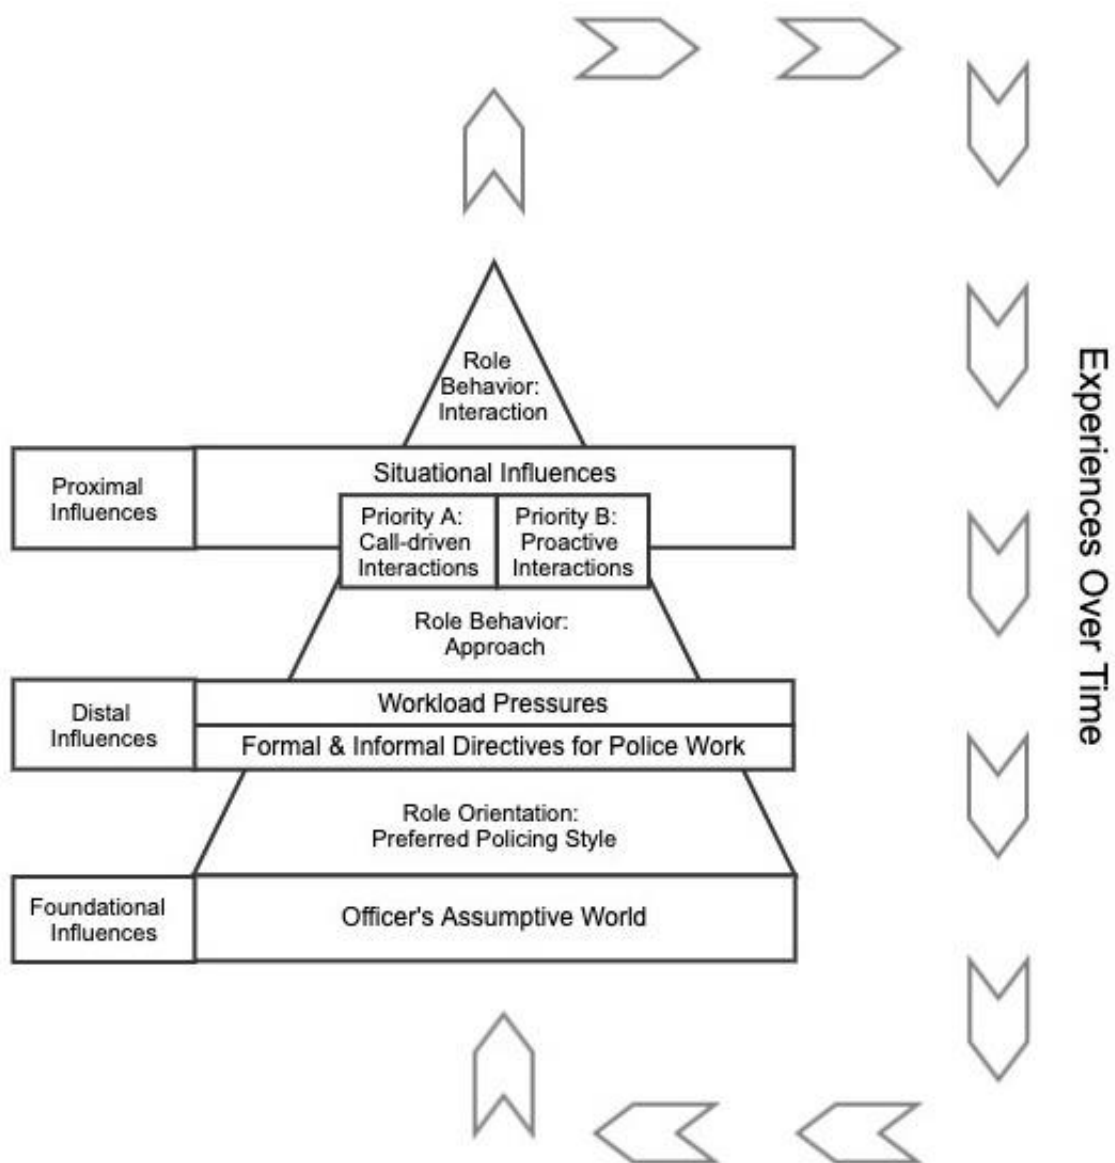 Role
Behavior:
Interaction
Proximal
Influences
Situational Influences
Priority A:
Call-driven
Interactions
Priority B:
Proactive
Interactions
Role Behavior:
Approach
Distal
Influences
Workload Pressures
Formal & Informal Directives for Police Work
Role Orientation:
Preferred Policing Style
Foundational
Influences
Officer's Assumptive World
Experiences Over Time